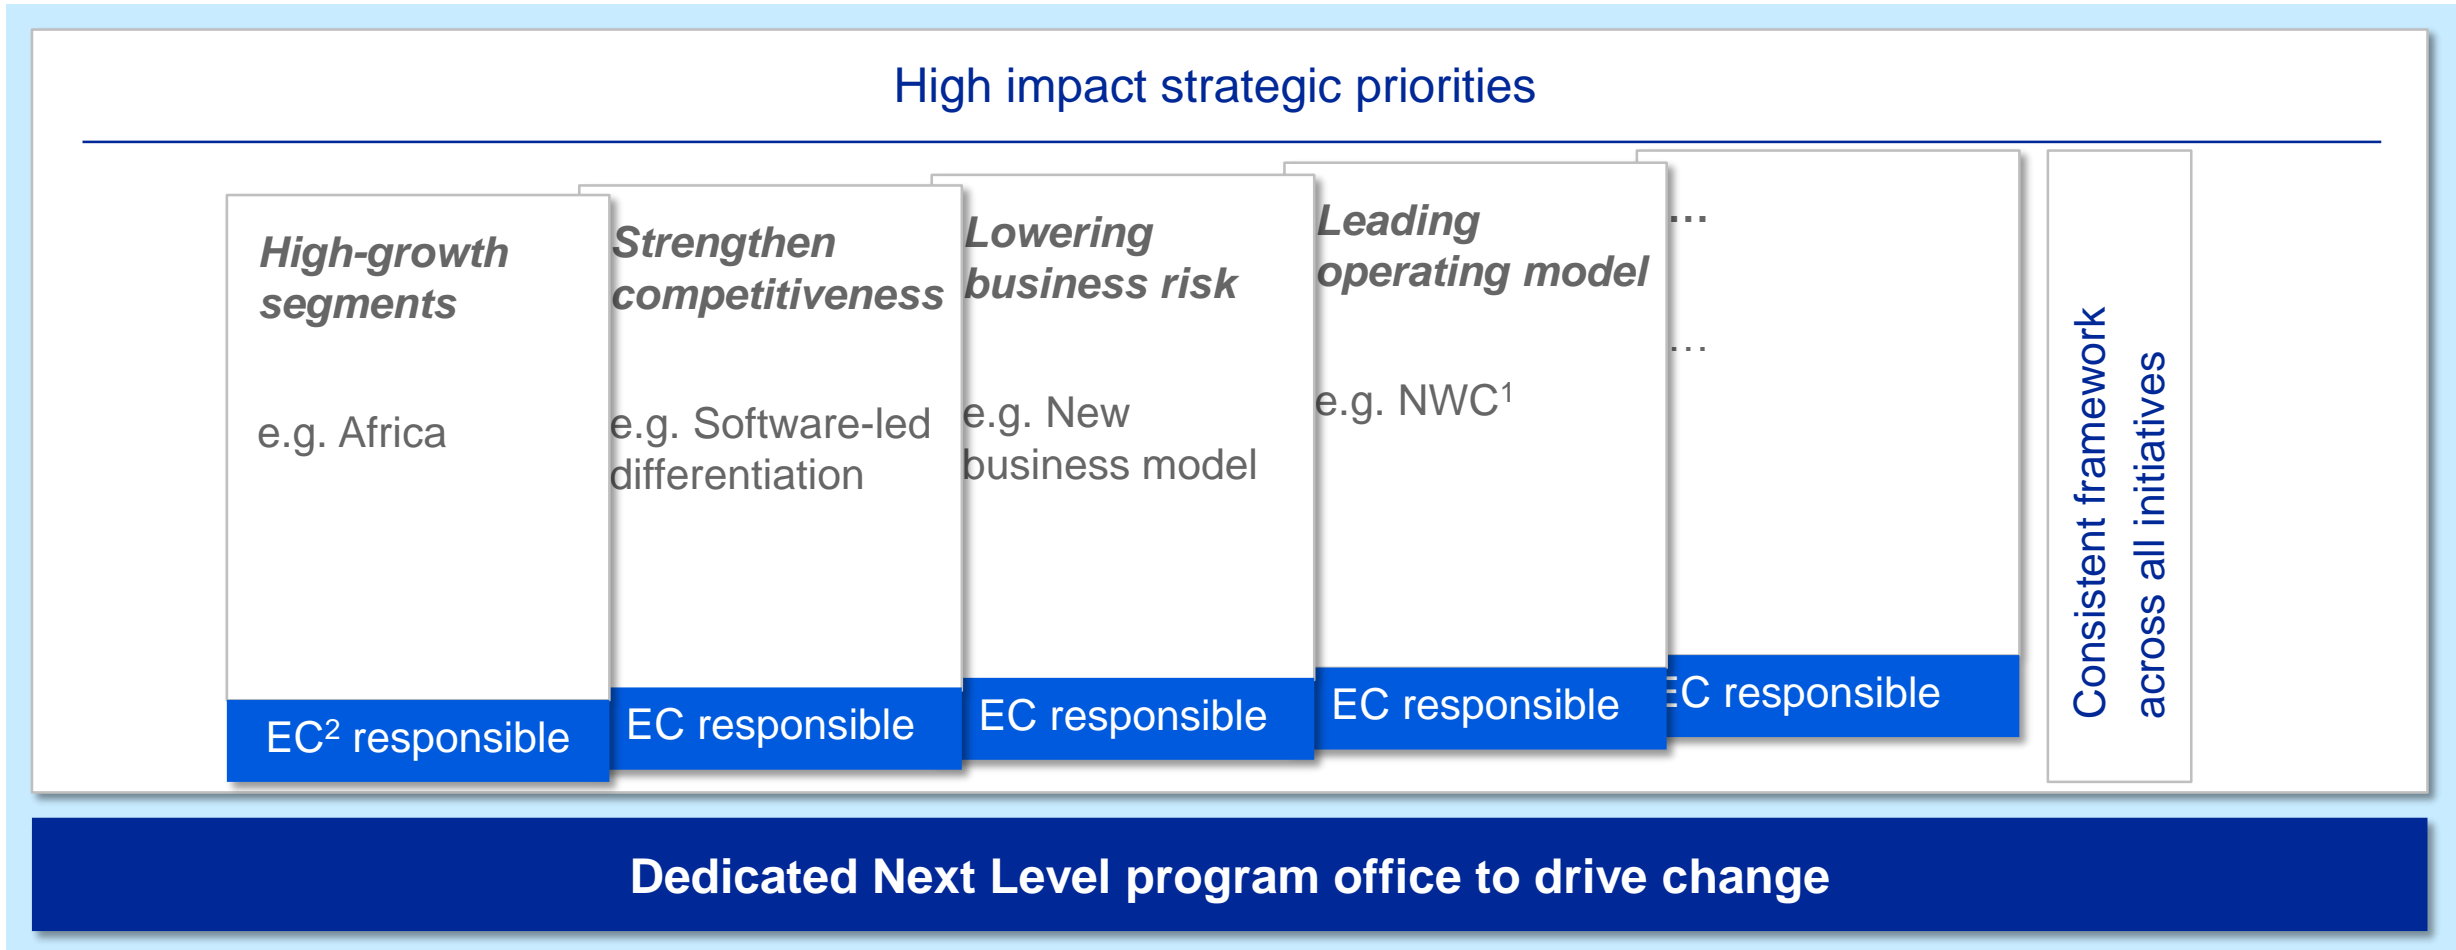 High impact strategic priorities
High-growth
segments
e.g. Africa
EC² responsible
Strengthen
competitiveness
e.g. Software-led
differentiation
EC responsible
Lowering
business risk
e.g. New
business model
EC responsible
Leading
operating model
e.g. NWC¹
EC responsible
...
...
EC responsible
Consistent framework
across all initiatives
Dedicated Next Level program office to drive change